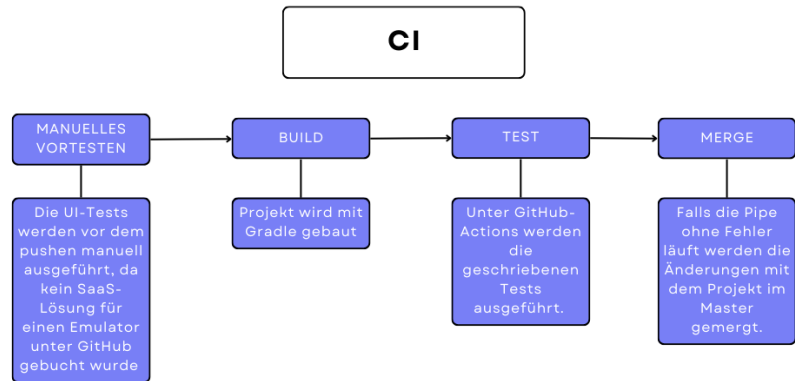 CI
MANUELLES
VORTESTEN
BUILD
TEST
MERGE
Die UI-Tests
werden vor dem
pushen manuell
ausgeführt, da
kein SaaS-
Lösung für
einen Emulator
unter GitHub
gebucht wurde
Projekt wird mit
Gradle gebaut
Unter GitHub-
Actions werden
die
geschriebenen
Tests
ausgeführt.
Falls die Pipe
ohne Fehler
läuft werden die
Änderungen mit
dem Projekt im
Master
gemergt.